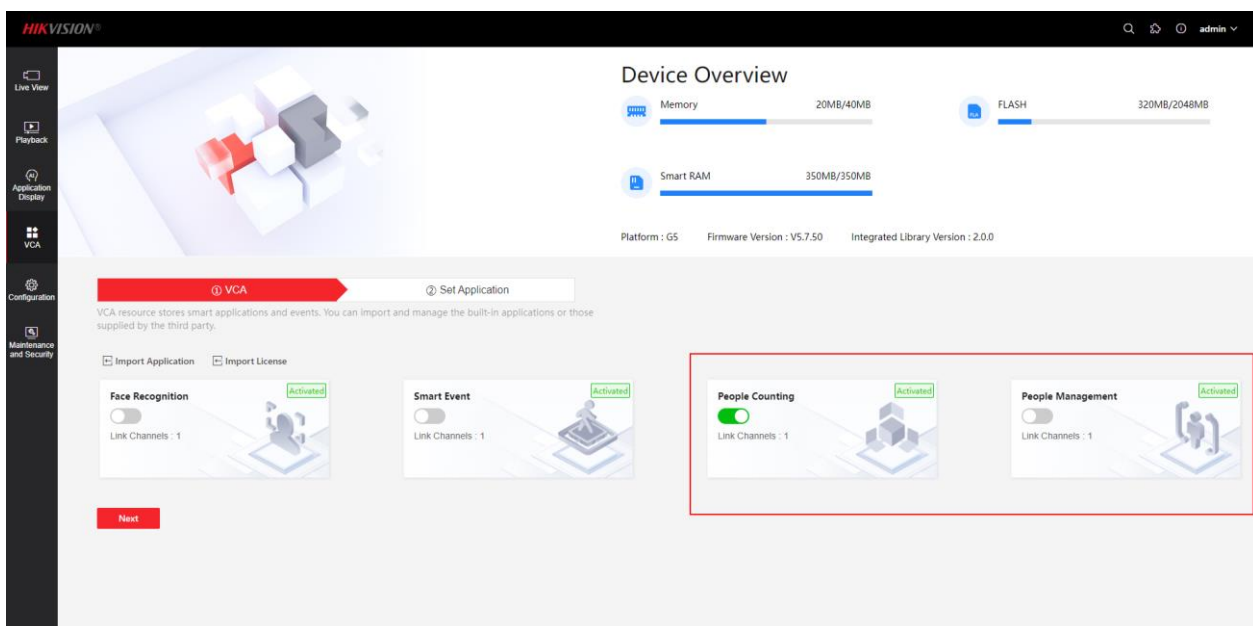 HIKVISION®
admin
Live View
Playback
Application
Display
VCA
Configuration
Maintenance
and Security
Device Overview
Memory 20MB/40MB
FLASH 320MB/2048MB
Smart RAM 350MB/350MB
Platform : G5 Firmware Version : V5.7.50 Integrated Library Version : 2.0.0
① VCA ② Set Application
VCA resource stores smart applications and events. You can import and manage the built-in applications or those
supplied by the third party.
Import Application Import License
Face Recognition Activated
Link Channels : 1
Smart Event Activated
Link Channels : 1
People Counting Activated
Link Channels : 1
People Management Activated
Link Channels : 1
Next